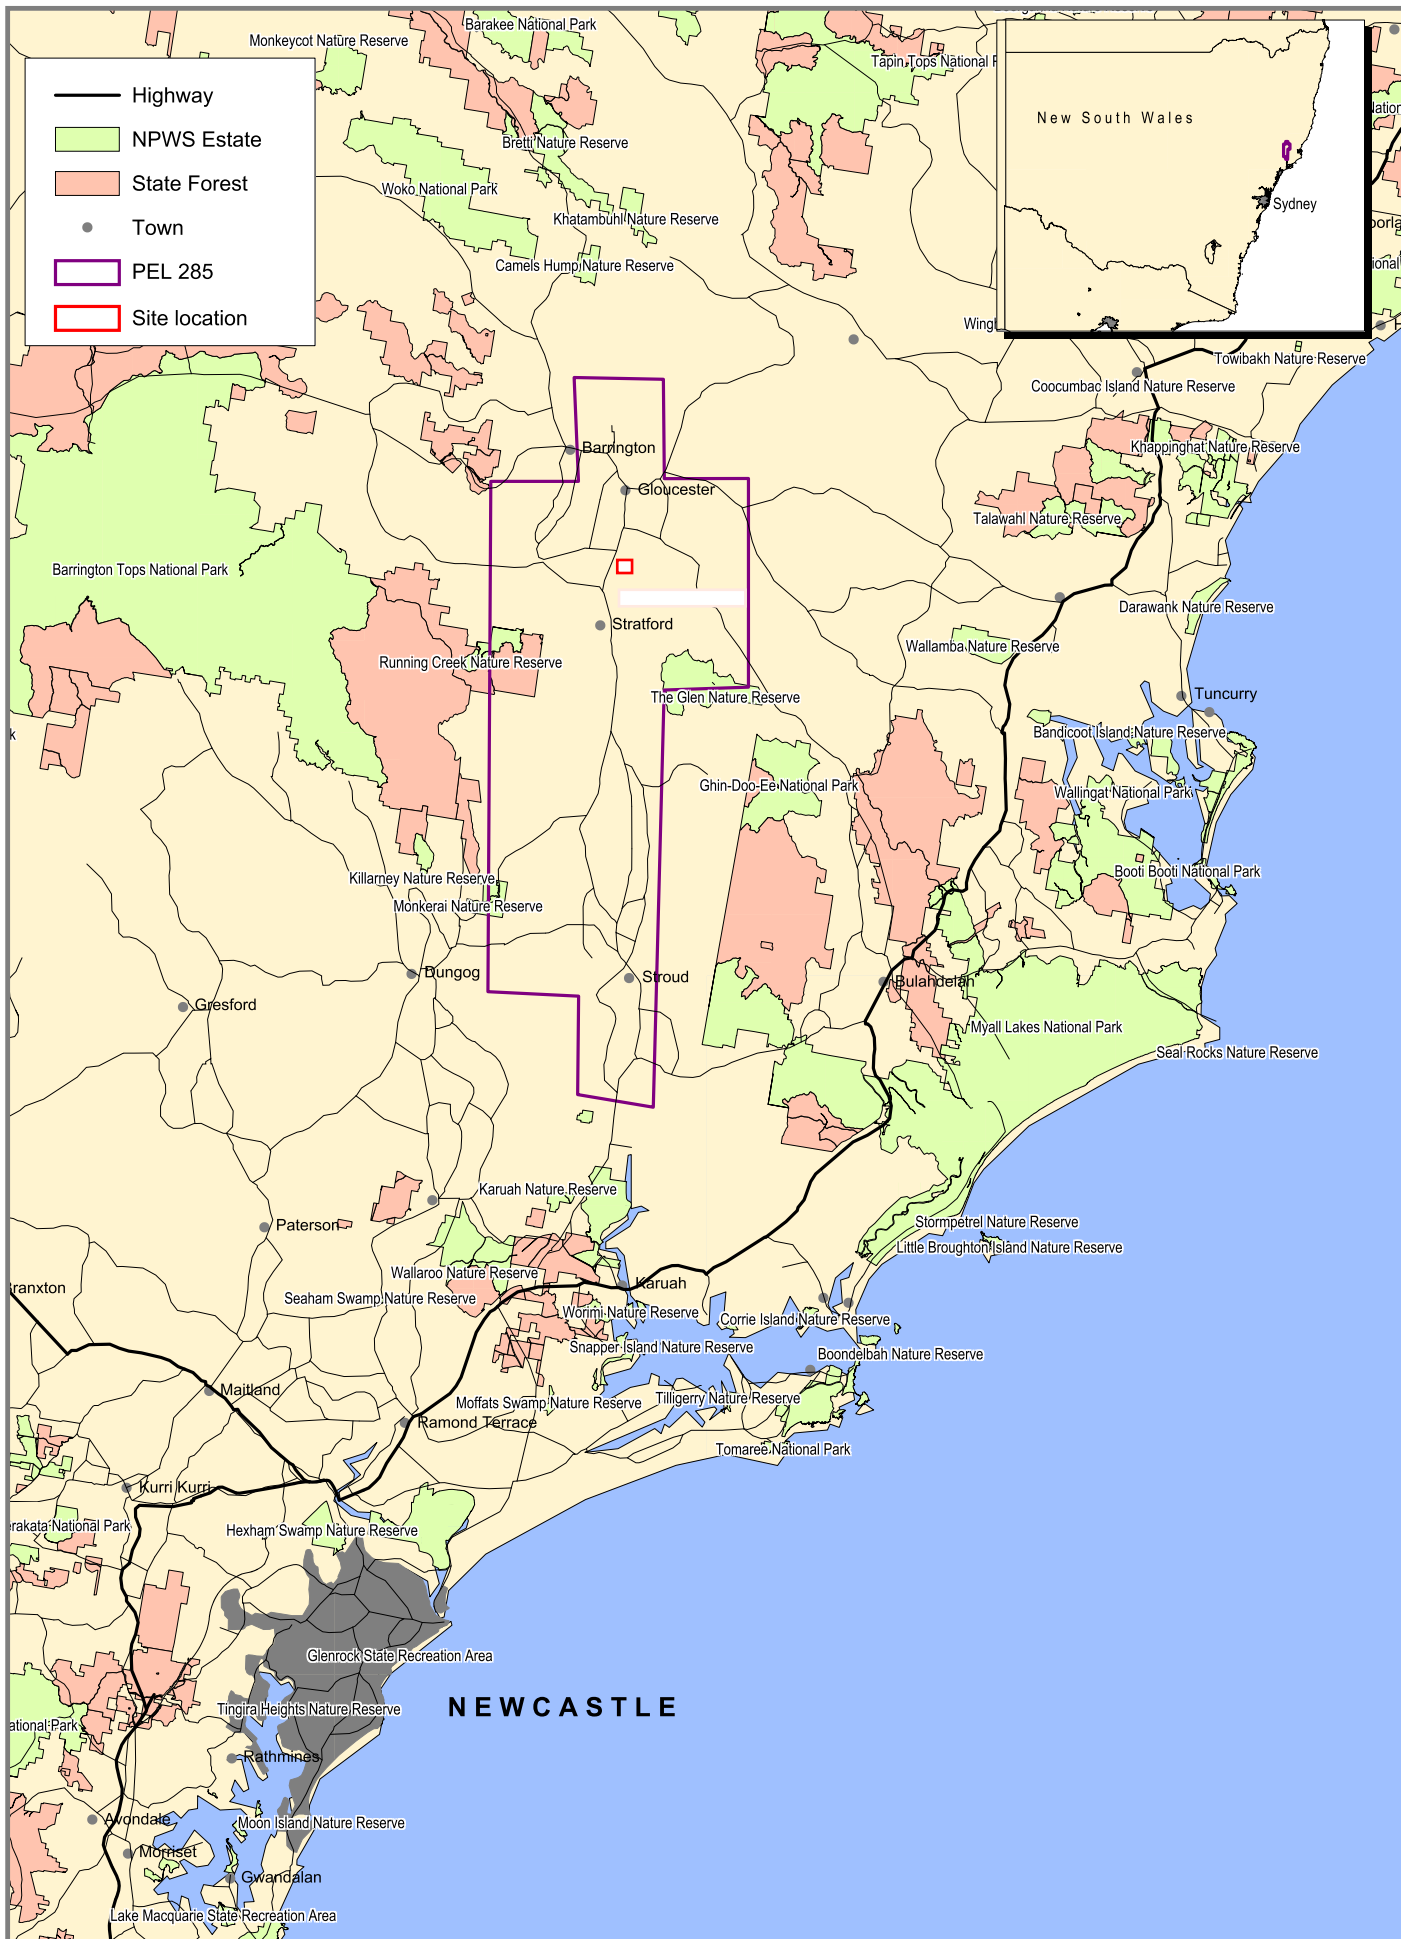 Barakee National Park
Monkeycot Nature Reserve
Tapin Tops National
Highway
NPWS Estate
State Forest
Town
PEL 285
Site location
New South Wales
Sydney
Bretti Nature Reserve
Woko National Park
Khatambuhl Nature Reserve
Camels Hump Nature Reserve
Towibakh Nature Reserve
Coocumbac Island Nature Reserve
Barrington
Khappinghat Nature Reserve
Gloucester
Talawahl Nature Reserve
Barrington Tops National Park
Darawank Nature Reserve
Stratford
Wallamba Nature Reserve
Running Creek Nature Reserve
The Glen Nature Reserve
Tuncurry
Bandicoot Island Nature Reserve
Ghin-Doo-Ee National Park
Wallingat National Park
Booti Booti National Park
Killarney Nature Reserve
Monkerai Nature Reserve
Dungog
Stroud
Bulahdelah
Gresford
Myall Lakes National Park
Seal Rocks Nature Reserve
Karuah Nature Reserve
Paterson
Stormpetrel Nature Reserve
Little Broughton Island Nature Reserve
Wallaroo Nature Reserve
Karuah
ranxton
Seaham Swamp Nature Reserve
Worimi Nature Reserve
Corrie Island Nature Reserve
Snapper Island Nature Reserve
Boondelbah Nature Reserve
Maitland
Moffats Swamp Nature Reserve
Tilligerry Nature Reserve
Ramond Terrace
Tomaree National Park
Kurri Kurri
erakata National Park
Hexham Swamp Nature Reserve
Glenrock State Recreation Area
NEWCASTLE
Tingira Heights Nature Reserve
ational Park
Rathmines
Avondale
Moon Island Nature Reserve
Morriset
Gwandalan
Lake Macquarie State Recreation Area